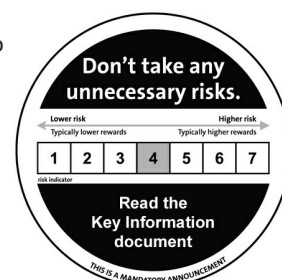 Don't take any
unnecessary risks.
Lower risk Higher risk
Typically lower rewards Typically higher rewards
1 2 3 4 5 6 7
risk indicator
Read the
Key Information
document
THIS IS A MANDATORY ANNOUNCEMENT